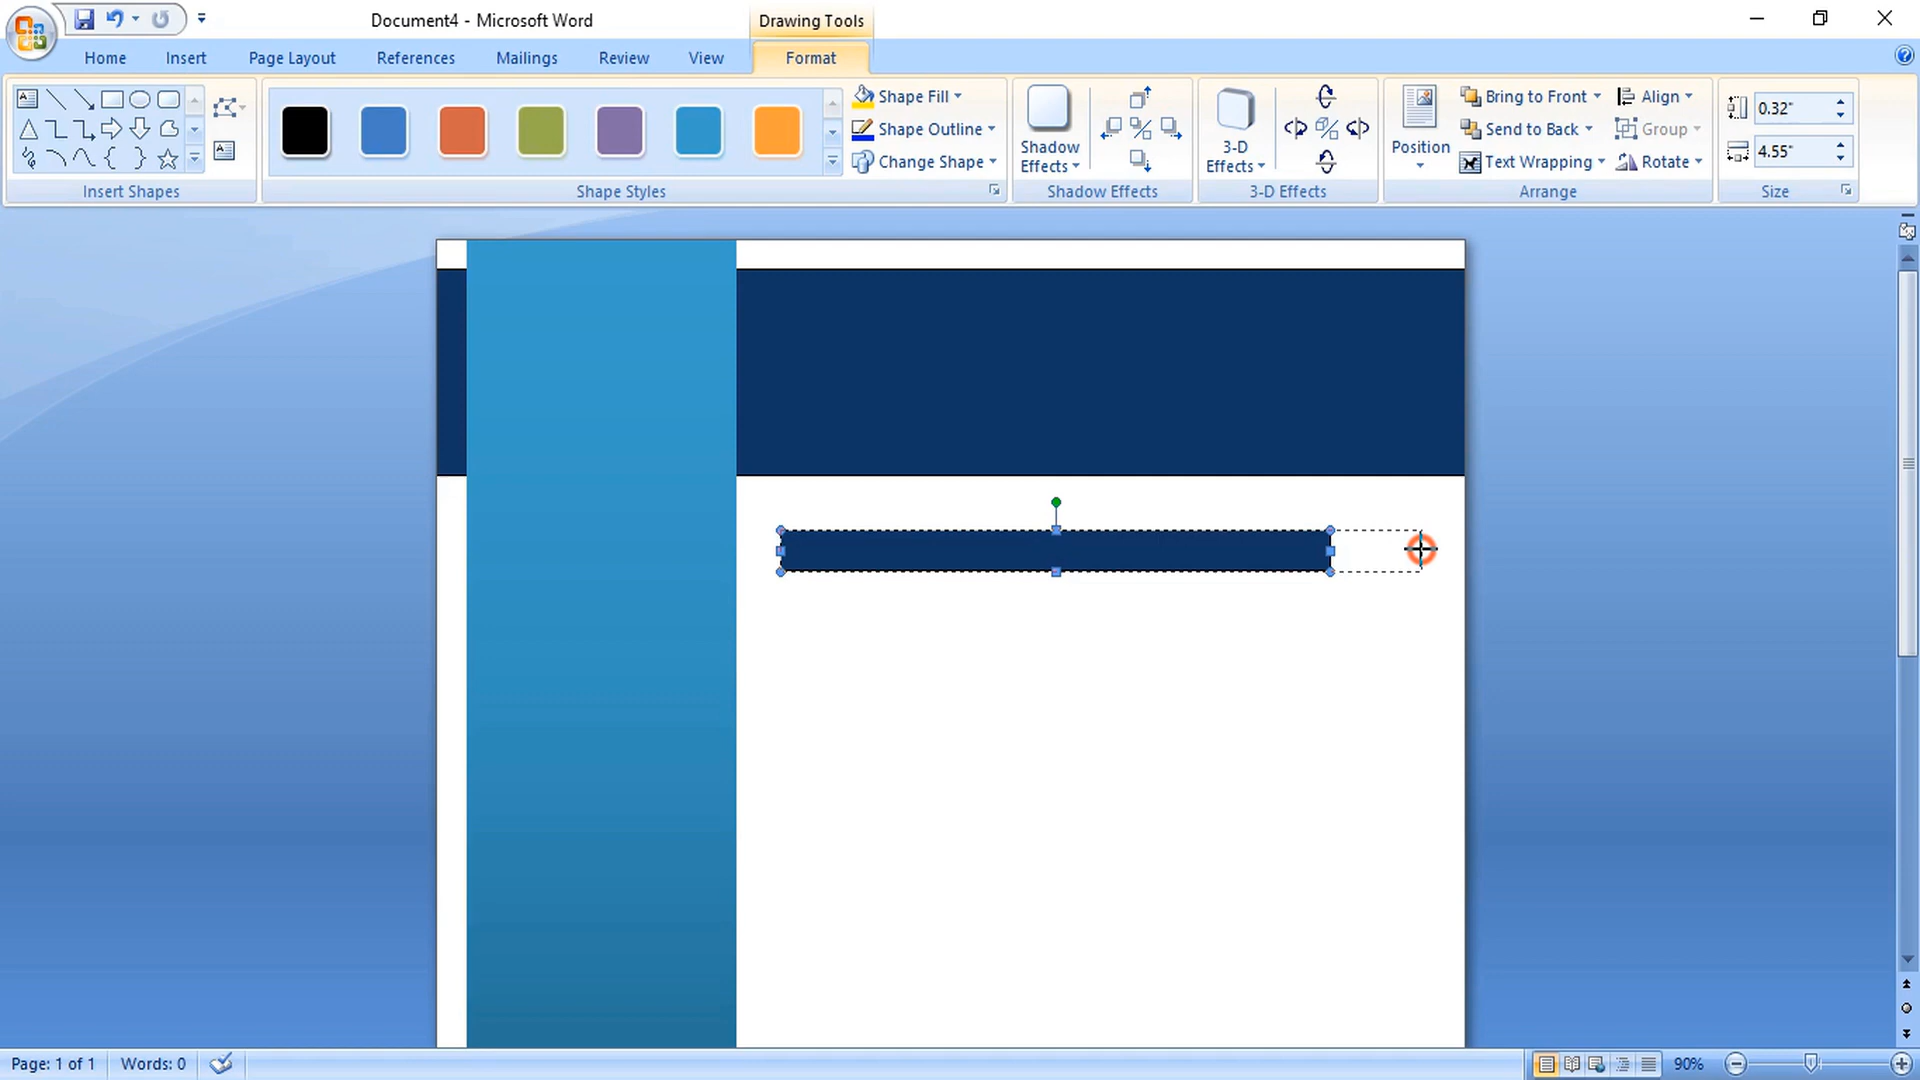 Document4 - Microsoft Word
Drawing Tools
Home Insert Page Layout References Mailings Review View Format
Shape Fill
Shape Outline
Change Shape
Shadow Effects
3-D Effects
Position
Bring to Front
Send to Back
Text Wrapping
Align
Group
Rotate
0.32"
4.55"
Insert Shapes Shape Styles Shadow Effects 3-D Effects Arrange Size
Page: 1 of 1 Words: 0 90%